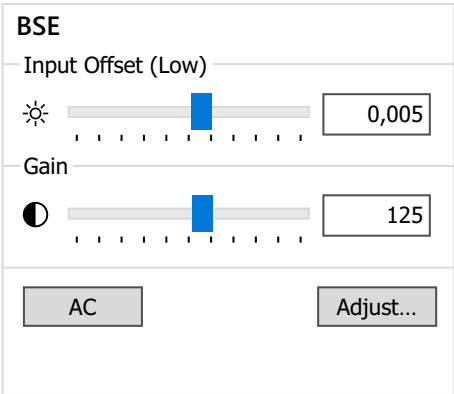 BSE
Input Offset (Low)
0,005
Gain
125
AC
Adjust...